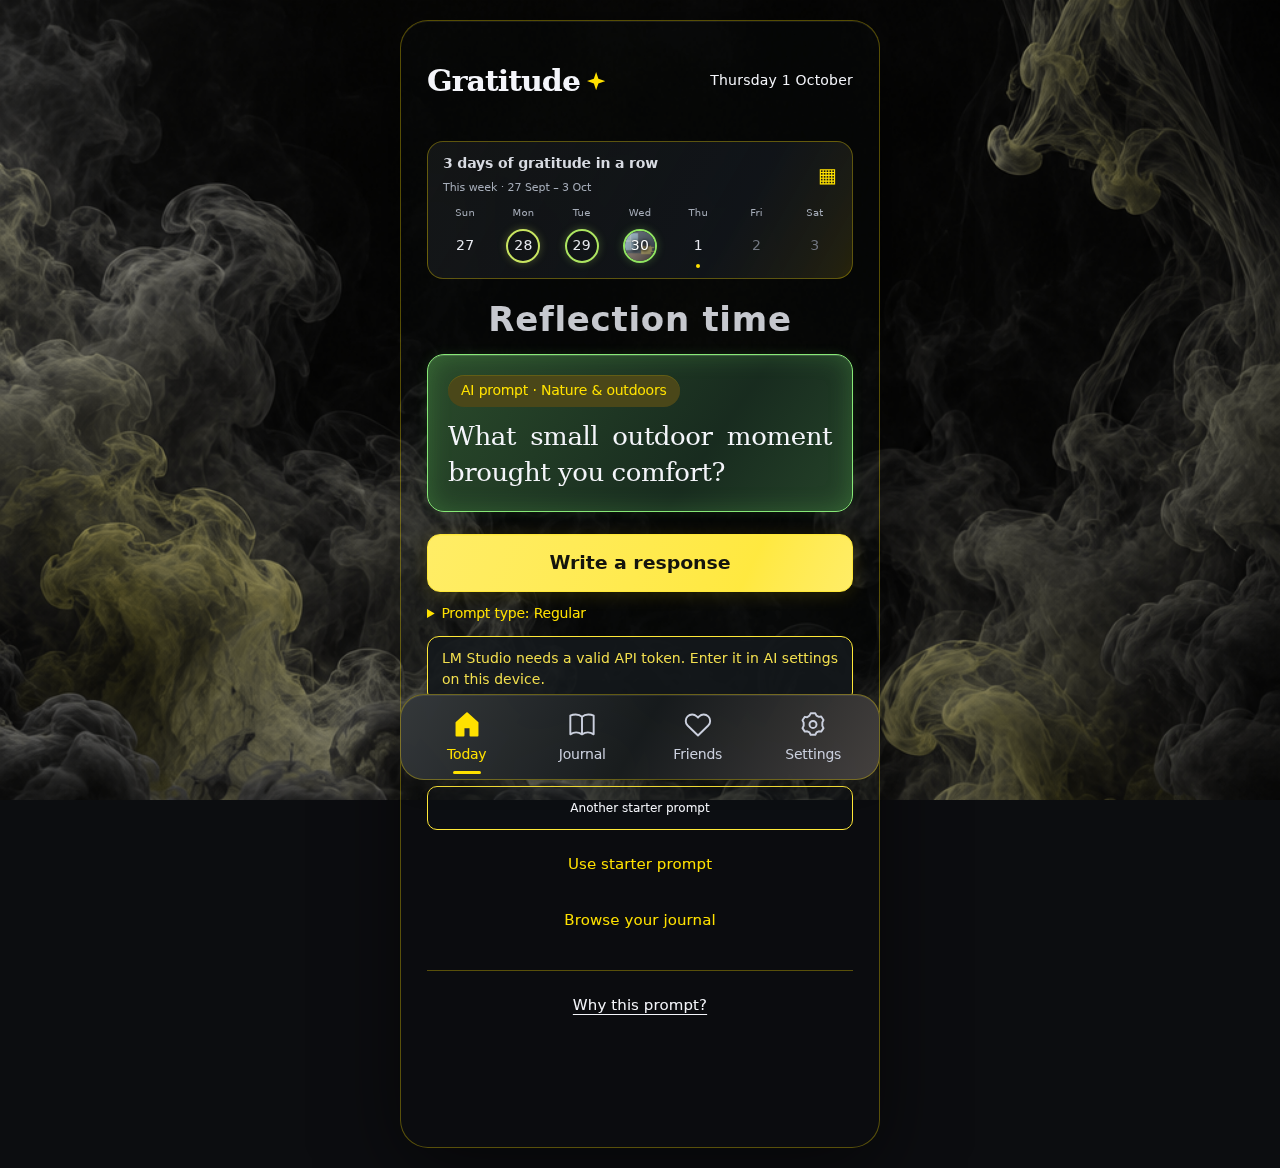 Gratitude
Thursday 1 October
3 days of gratitude in a row
This week · 27 Sept – 3 Oct
Sun Mon Tue Wed Thu Fri Sat
27 28 29 30 1 2 3
Reflection time
AI prompt · Nature & outdoors
What small outdoor moment
brought you comfort?
Write a response
Prompt type: Regular
LM Studio needs a valid API token. Enter it in AI settings
on this device.
Today Journal Friends Settings
Another starter prompt
Use starter prompt
Browse your journal
Why this prompt?